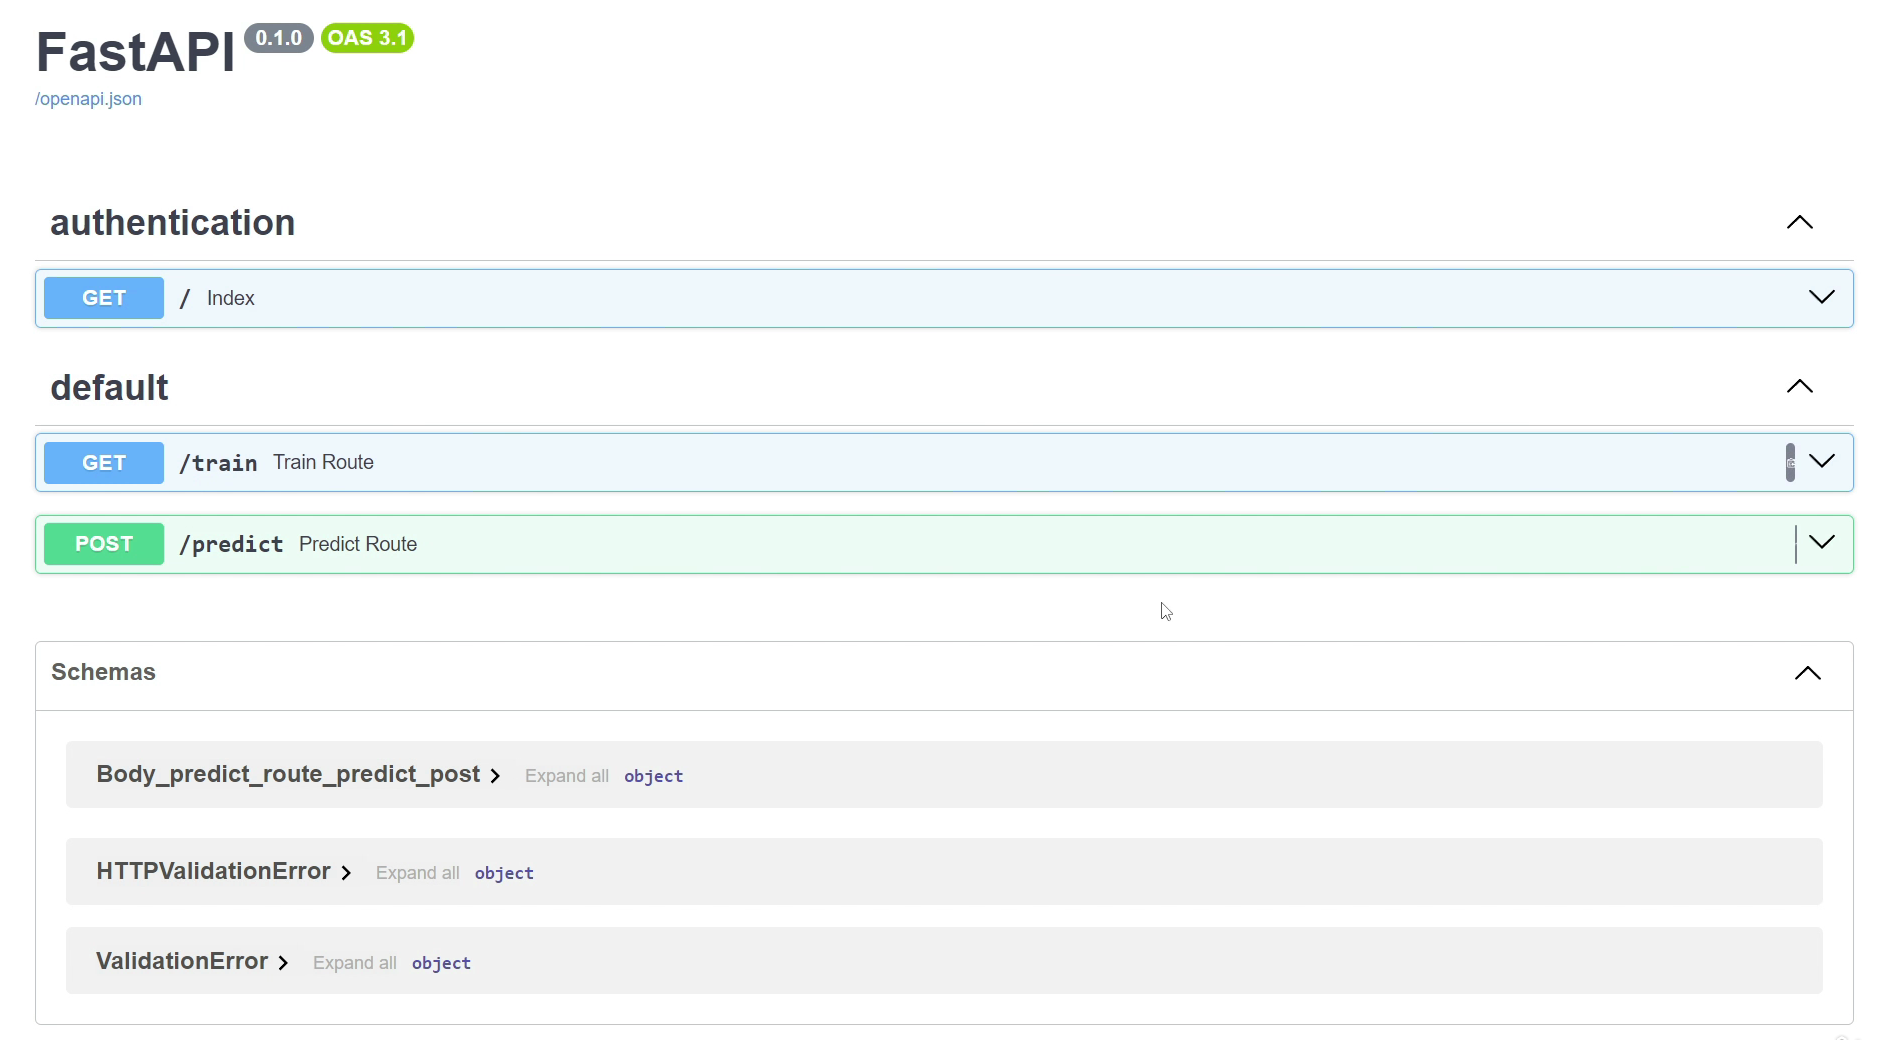 FastAPI 0.1.0 OAS 3.1
/openapi.json
authentication
GET / Index
default
GET /train Train Route
POST /predict Predict Route
Schemas
Body_predict_route_predict_post Expand all object
HTTPValidationError Expand all object
ValidationError Expand all object